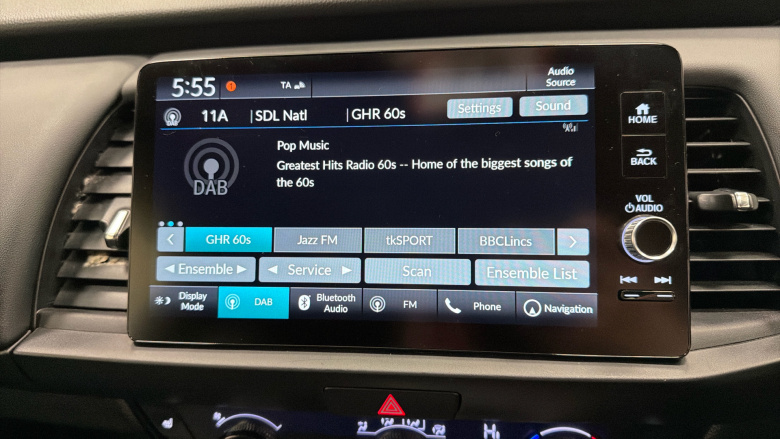 5:55
TA
Audio
Source
DAB
11A
SDL Natl
GHR 60s
Settings
Sound
HOME
BACK
VOL
AUDIO
DAB
Pop Music
Greatest Hits Radio 60s -- Home of the biggest songs of
the 60s
GHR 60s
Jazz FM
tkSPORT
BBCLincs
Ensemble
Service
Scan
Ensemble List
Display
Mode
DAB
Bluetooth
Audio
FM
Phone
Navigation